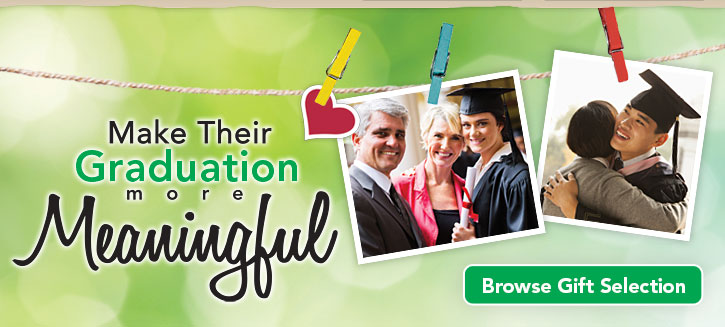 Make Their
Graduation
more
Meaningful
Browse Gift Selection